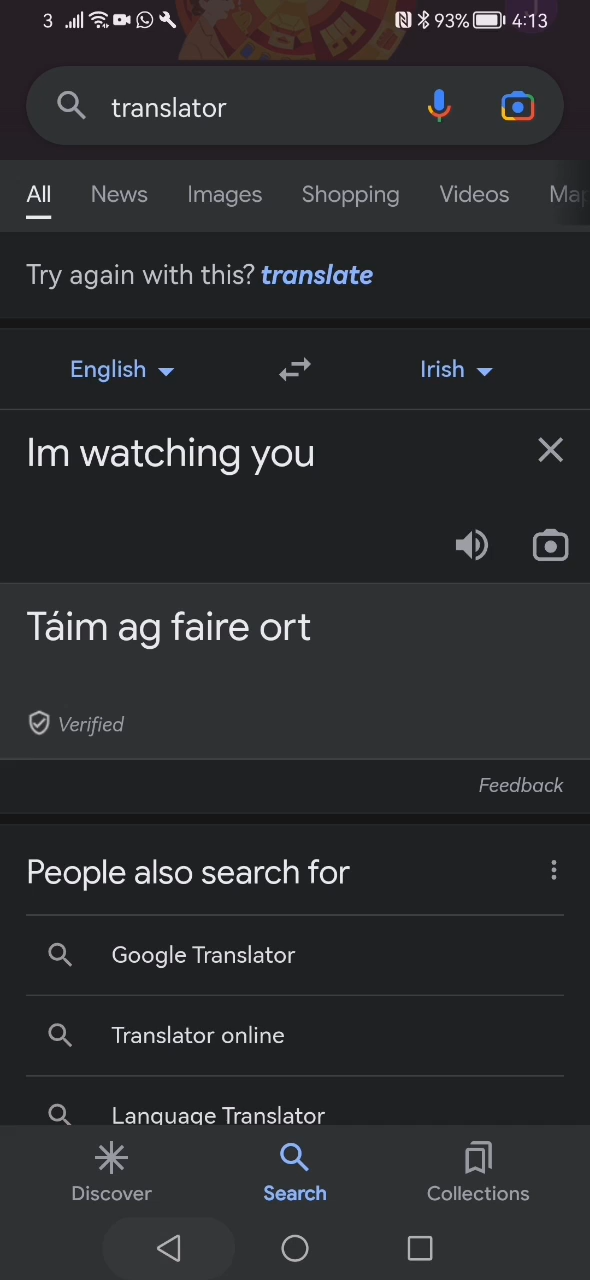 3 93% 4:13
translator
All News Images Shopping Videos Map
Try again with this? translate
English Irish
Im watching you
Táim ag faire ort
Verified
Feedback
People also search for
Google Translator
Translator online
Language Translator
Discover Search Collections